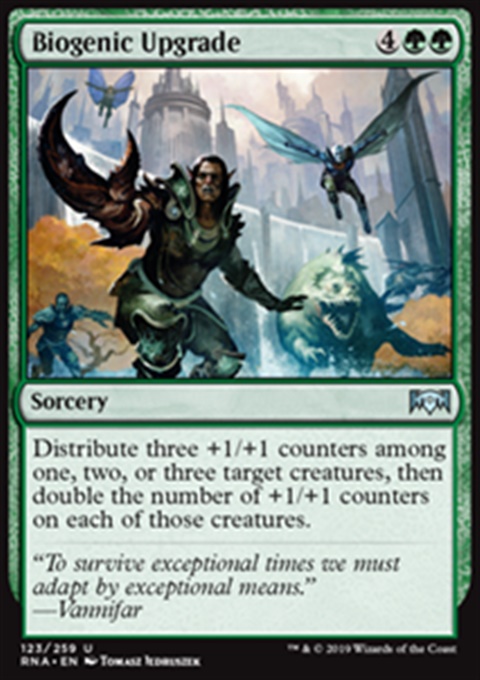 Biogenic Upgrade 4
Sorcery
Distribute three +1/+1 counters among
one, two, or three target creatures, then
double the number of +1/+1 counters
on each of those creatures.
“To survive exceptional times we must
adapt by exceptional means.”
—Vannifar
123/259 U
RNA • EN Tomasz Jedruszek
™ & © 2019 Wizards of the Coast